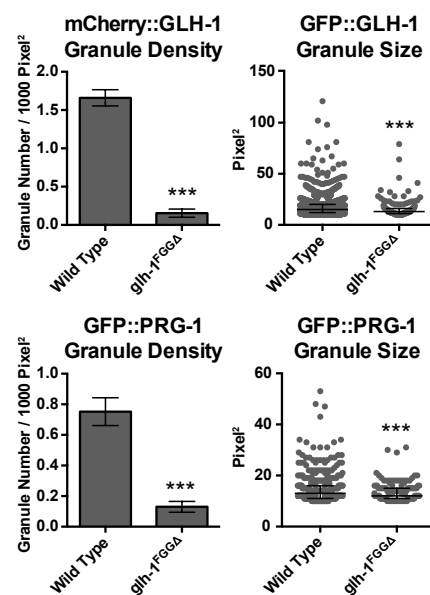 mCherry::GLH-1
Granule Density
Granule Number / 1000 Pixel²
2.0
1.5
1.0
0.5
0.0
***
Wild Type
glh-1ᶠᴳᴳΔ
GFP::GLH-1
Granule Size
Pixel²
150
100
50
0
***
Wild Type
glh-1ᶠᴳᴳΔ
GFP::PRG-1
Granule Density
Granule Number / 1000 Pixel²
1.0
0.8
0.6
0.4
0.2
0.0
***
Wild Type
glh-1ᶠᴳᴳΔ
GFP::PRG-1
Granule Size
Pixel²
60
40
20
0
***
Wild Type
glh-1ᶠᴳᴳΔ